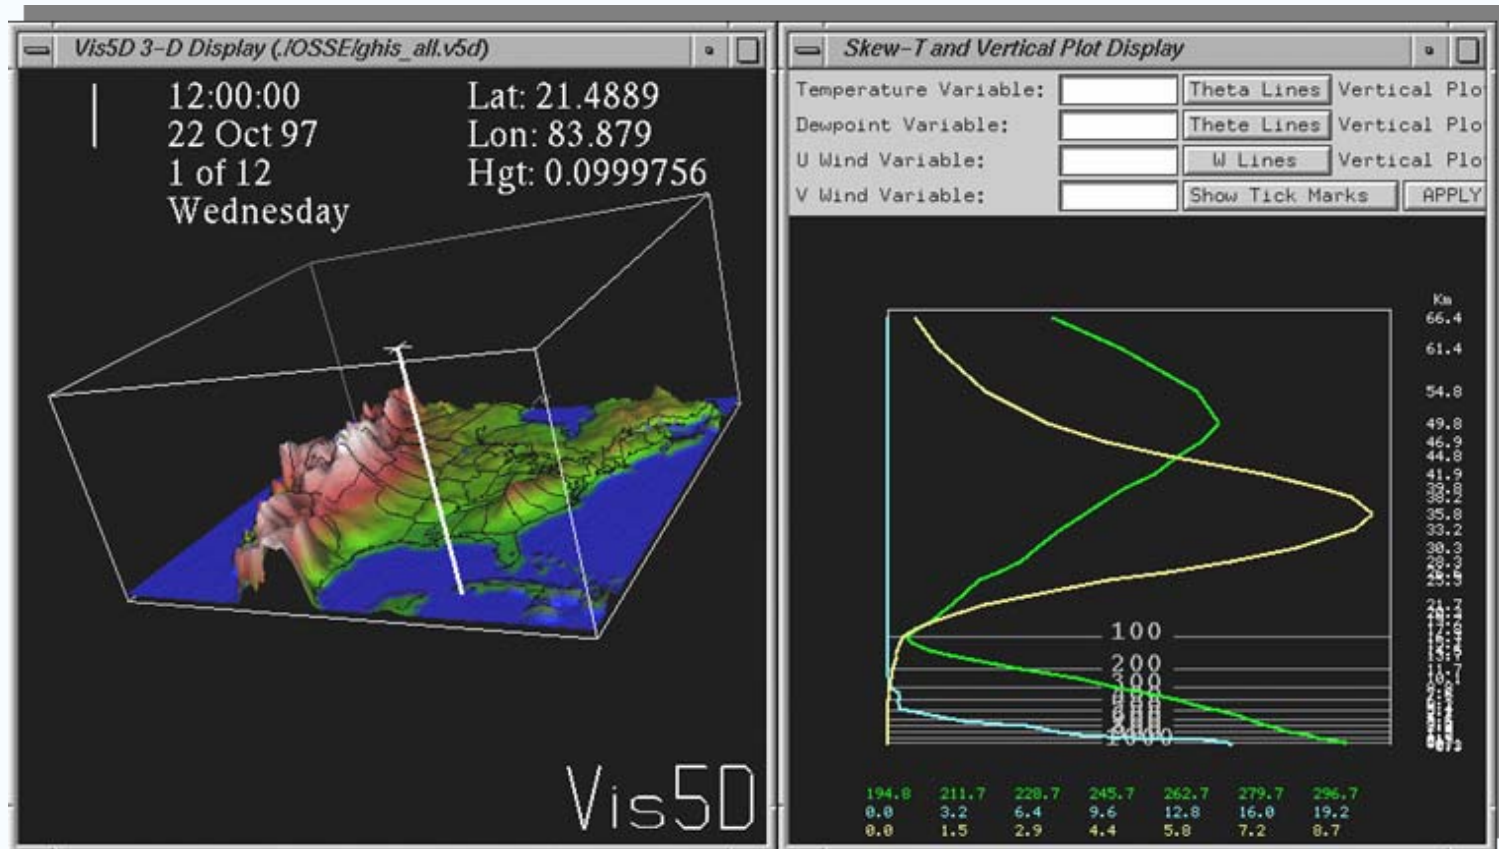 Vis5D 3-D Display (./OSSE/ghis_all.v5d)
12:00:00
22 Oct 97
1 of 12
Wednesday
Lat: 21.4889
Lon: 83.879
Hgt: 0.0999756
Vis5D
Skew-T and Vertical Plot Display
Temperature Variable: Theta Lines Vertical Plo
Dewpoint Variable: Thete Lines Vertical Plo
U Wind Variable: W Lines Vertical Plo
V Wind Variable: Show Tick Marks APPLY
Km
66.4
61.4
54.8
49.8
46.9
44.8
41.9
35.8
33.2
30.3
28.3
21.7
11.7
10.1
100
200
300
1000
194.8 211.7 228.7 245.7 262.7 279.7 296.7
0.0 3.2 6.4 9.6 12.8 16.0 19.2
0.0 1.5 2.9 4.4 5.8 7.2 8.7